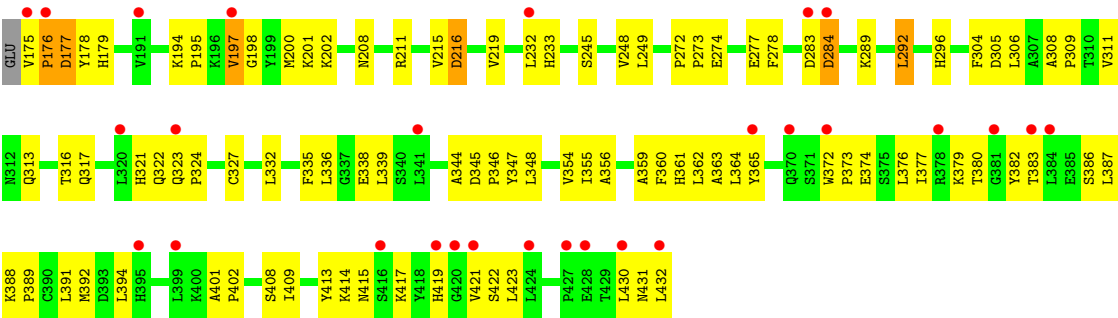 GLU V175 P176 D177 Y178 H179 V191 K194 P195 K196 V197 G198 Y199 M200 K201 K202 N208 R211 V215 D216 V219 L232 H233 S245 V248 L249 P272 P273 E274 E277 F278 D283 D284 K289 L292 H296 F304 D305 L306 A307 A308 P309 T310 V311
N312 Q313 T316 Q317 L320 H321 Q322 Q323 P324 C327 L332 F335 L336 G337 E338 L339 S340 L341 A344 D345 P346 Y347 L348 V354 I355 A356 A359 F360 H361 L362 A363 L364 Y365 Q370 S371 W372 P373 E374 S375 L376 I377 R378 K379 T380 G381 Y382 T383 L384 E385 S386 L387
K388 P389 C390 L391 M392 D393 L394 H395 L399 K400 A401 P402 S408 I409 Y413 K414 N415 S416 K417 Y418 H419 G420 V421 S422 L423 L424 P427 E428 T429 L430 N431 L432